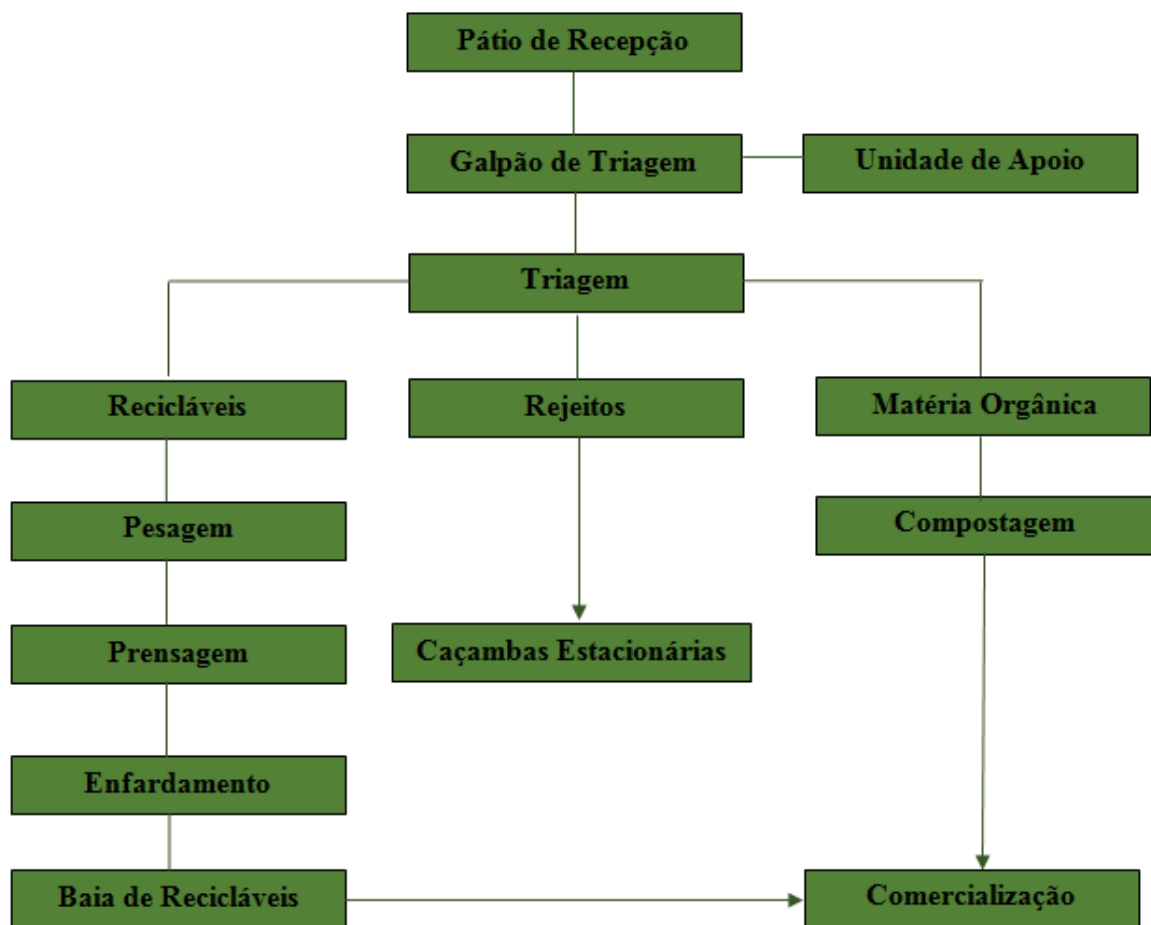 Pátio de Recepção
Galpão de Triagem
Unidade de Apoio
Triagem
Recicláveis
Rejeitos
Matéria Orgânica
Pesagem
Compostagem
Prensagem
Caçambas Estacionárias
Enfardamento
Baia de Recicláveis
Comercialização